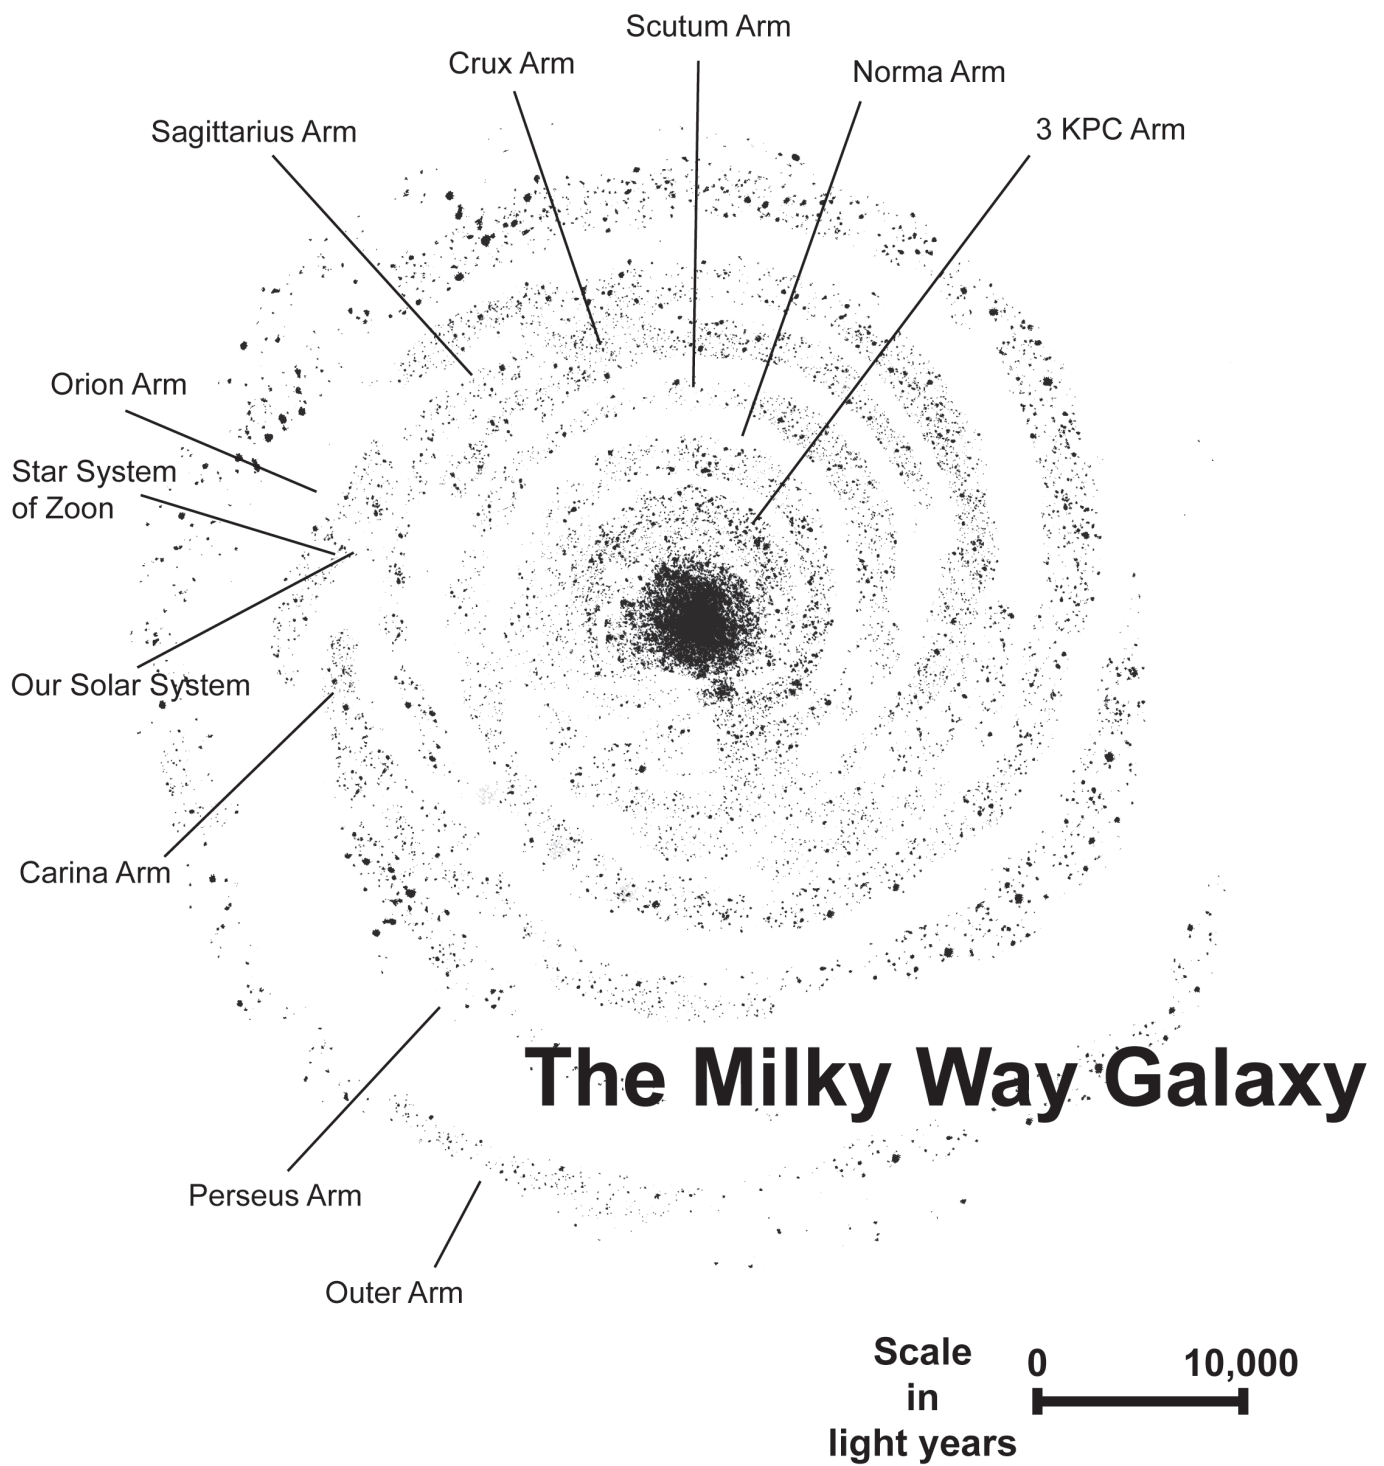 Scutum Arm
Crux Arm
Norma Arm
Sagittarius Arm
3 KPC Arm
Orion Arm
Star System
of Zoon
Our Solar System
Carina Arm
The Milky Way Galaxy
Perseus Arm
Outer Arm
Scale
in
light years
0
10,000